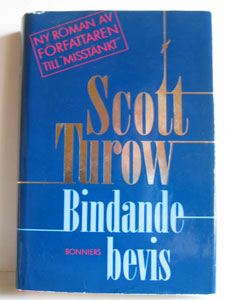 NY ROMAN AV
FÖRFATTAREN
TILL "MISSTÄNKT"
Scott
Turow
Bindande
BONNIERS
bevis